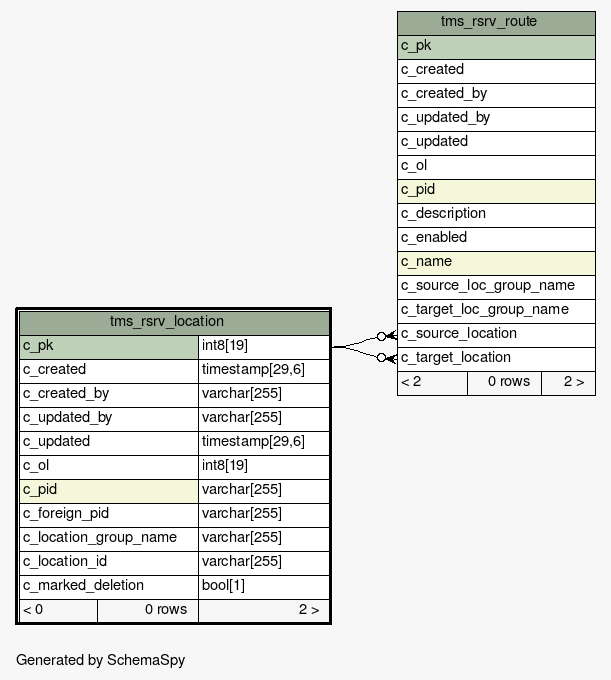 tms_rsrv_route
c_pk
c_created
c_created_by
c_updated_by
c_updated
c_ol
c_pid
c_description
c_enabled
c_name
c_source_loc_group_name
c_target_loc_group_name
c_source_location
c_target_location
< 2 0 rows 2 >
tms_rsrv_location
c_pk int8[19]
c_created timestamp[29,6]
c_created_by varchar[255]
c_updated_by varchar[255]
c_updated timestamp[29,6]
c_ol int8[19]
c_pid varchar[255]
c_foreign_pid varchar[255]
c_location_group_name varchar[255]
c_location_id varchar[255]
c_marked_deletion bool[1]
< 0 0 rows 2 >
Generated by SchemaSpy